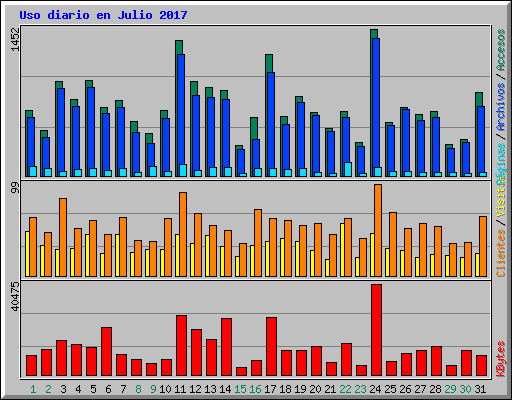 Uso diario en Julio 2017
1452
99
40475
Accesos / Archivos / Páginas
Clientes / Visitas
KBytes
1 2 3 4 5 6 7 8 9 10 11 12 13 14 15 16 17 18 19 20 21 22 23 24 25 26 27 28 29 30 31